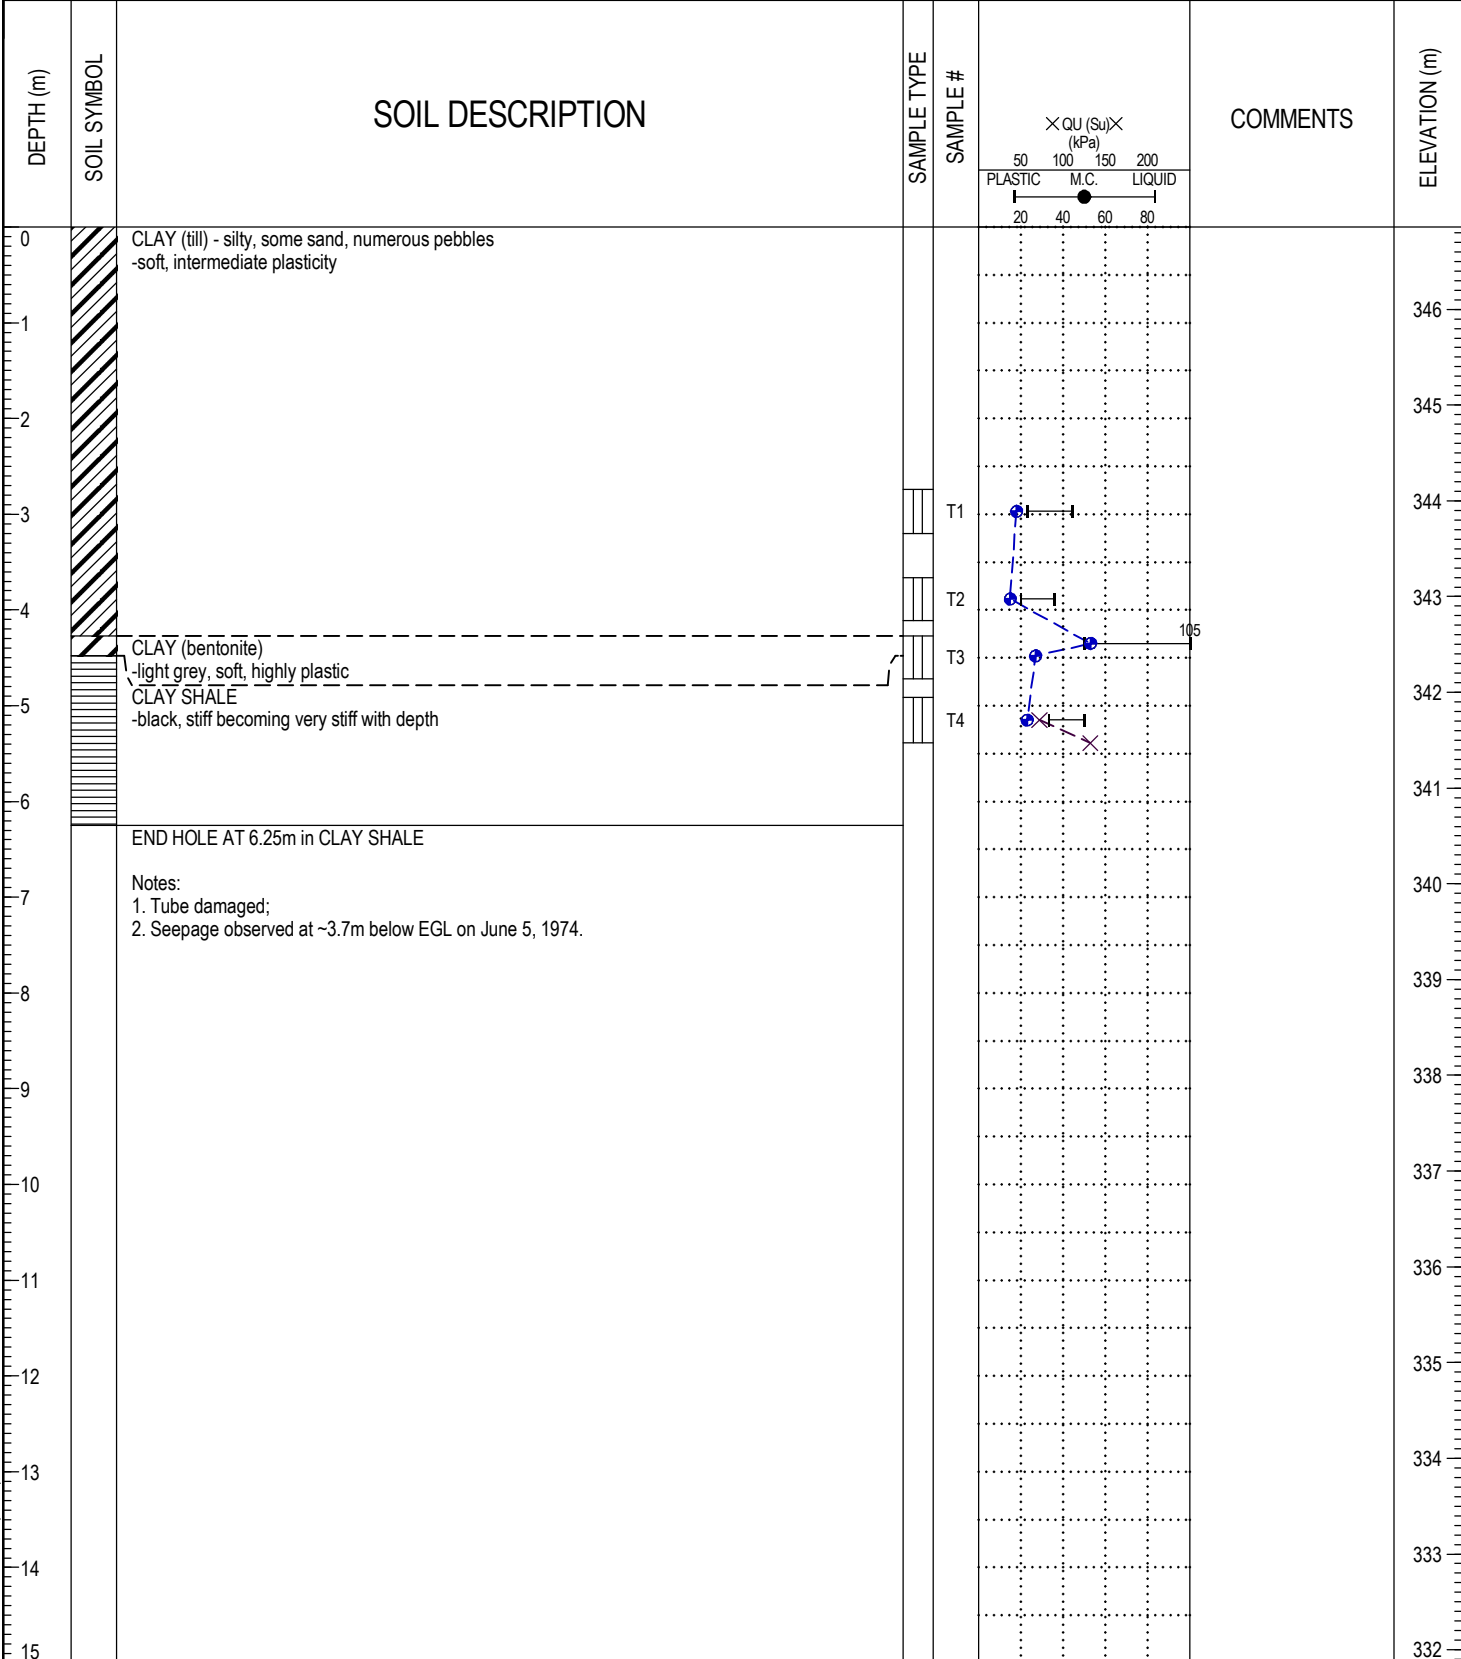 DEPTH (m)
SOIL SYMBOL
SOIL DESCRIPTION
SAMPLE TYPE
SAMPLE #
QU (Su)
(kPa)
50 100 150 200
PLASTIC M.C. LIQUID
20 40 60 80
COMMENTS
ELEVATION (m)
0
CLAY (till) - silty, some sand, numerous pebbles
-soft, intermediate plasticity
346
1
345
2
344
T1
3
343
T2
4
105
CLAY (bentonite)
T3
-light grey, soft, highly plastic
342
CLAY SHALE
5
-black, stiff becoming very stiff with depth
T4
341
6
END HOLE AT 6.25m in CLAY SHALE
Notes:
340
7
1. Tube damaged;
2. Seepage observed at ~3.7m below EGL on June 5, 1974.
339
8
338
9
337
10
336
11
335
12
334
13
333
14
332
15